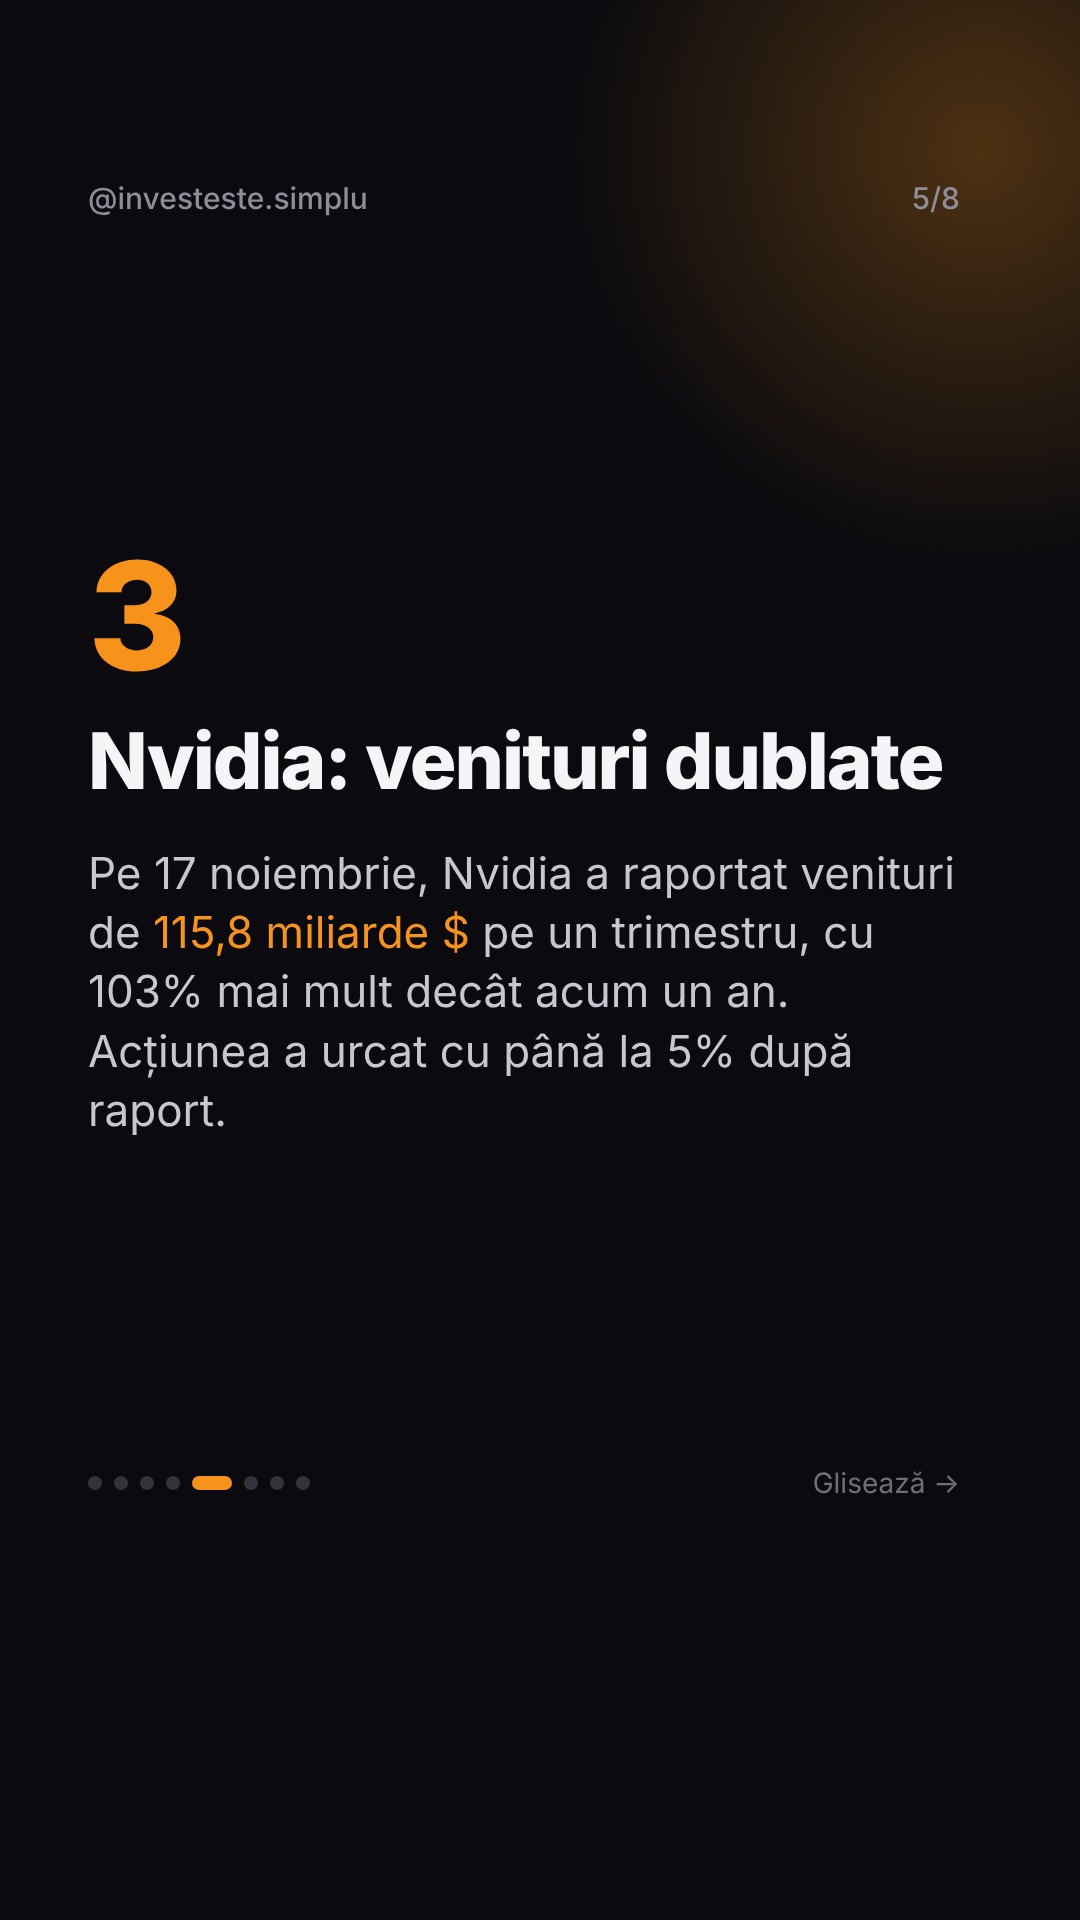 @investeste.simplu
5/8
3
Nvidia: venituri dublate
Pe 17 noiembrie, Nvidia a raportat venituri
de 115,8 miliarde $ pe un trimestru, cu
103% mai mult decât acum un an.
Acțiunea a urcat cu până la 5% după
raport.
Glisează →